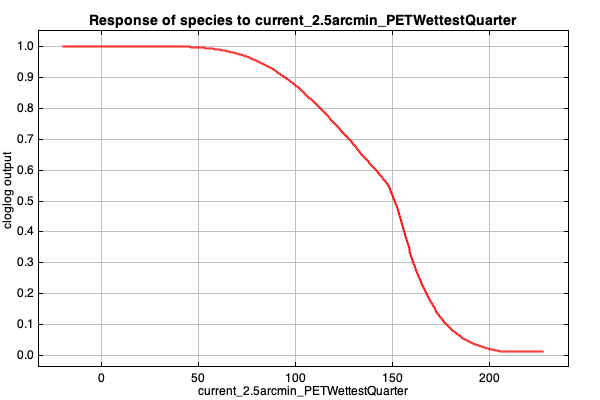 Response of species to current_2.5arcmin_PETWettestQuarter
1.0
0.9
0.8
0.7
0.6
0.5
0.4
0.3
0.2
0.1
0.0
cloglog output
0 50 100 150 200
current_2.5arcmin_PETWettestQuarter